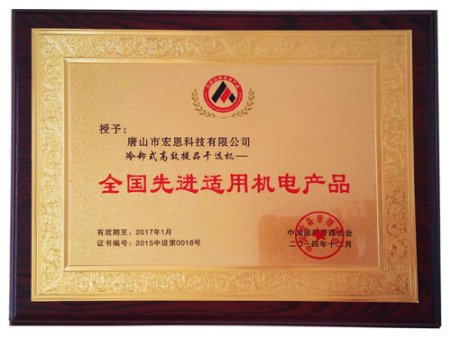 授予：
唐山市宏恩科技有限公司
冷却式高效提品干选机—
全国先进适用机电产品
有效期至：2017年1月
证书编号：2015中设第0018号
中国设备管理协会
二〇一四年十二月